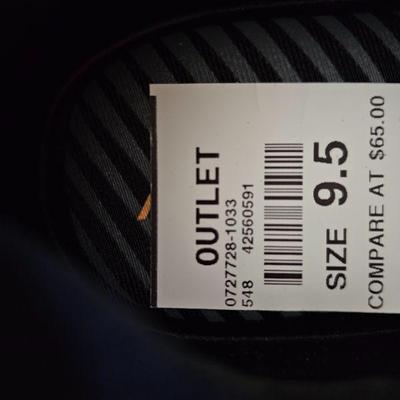 OUTLET
0727728-1033
548 42560591
SIZE 9.5
COMPARE AT $65.00